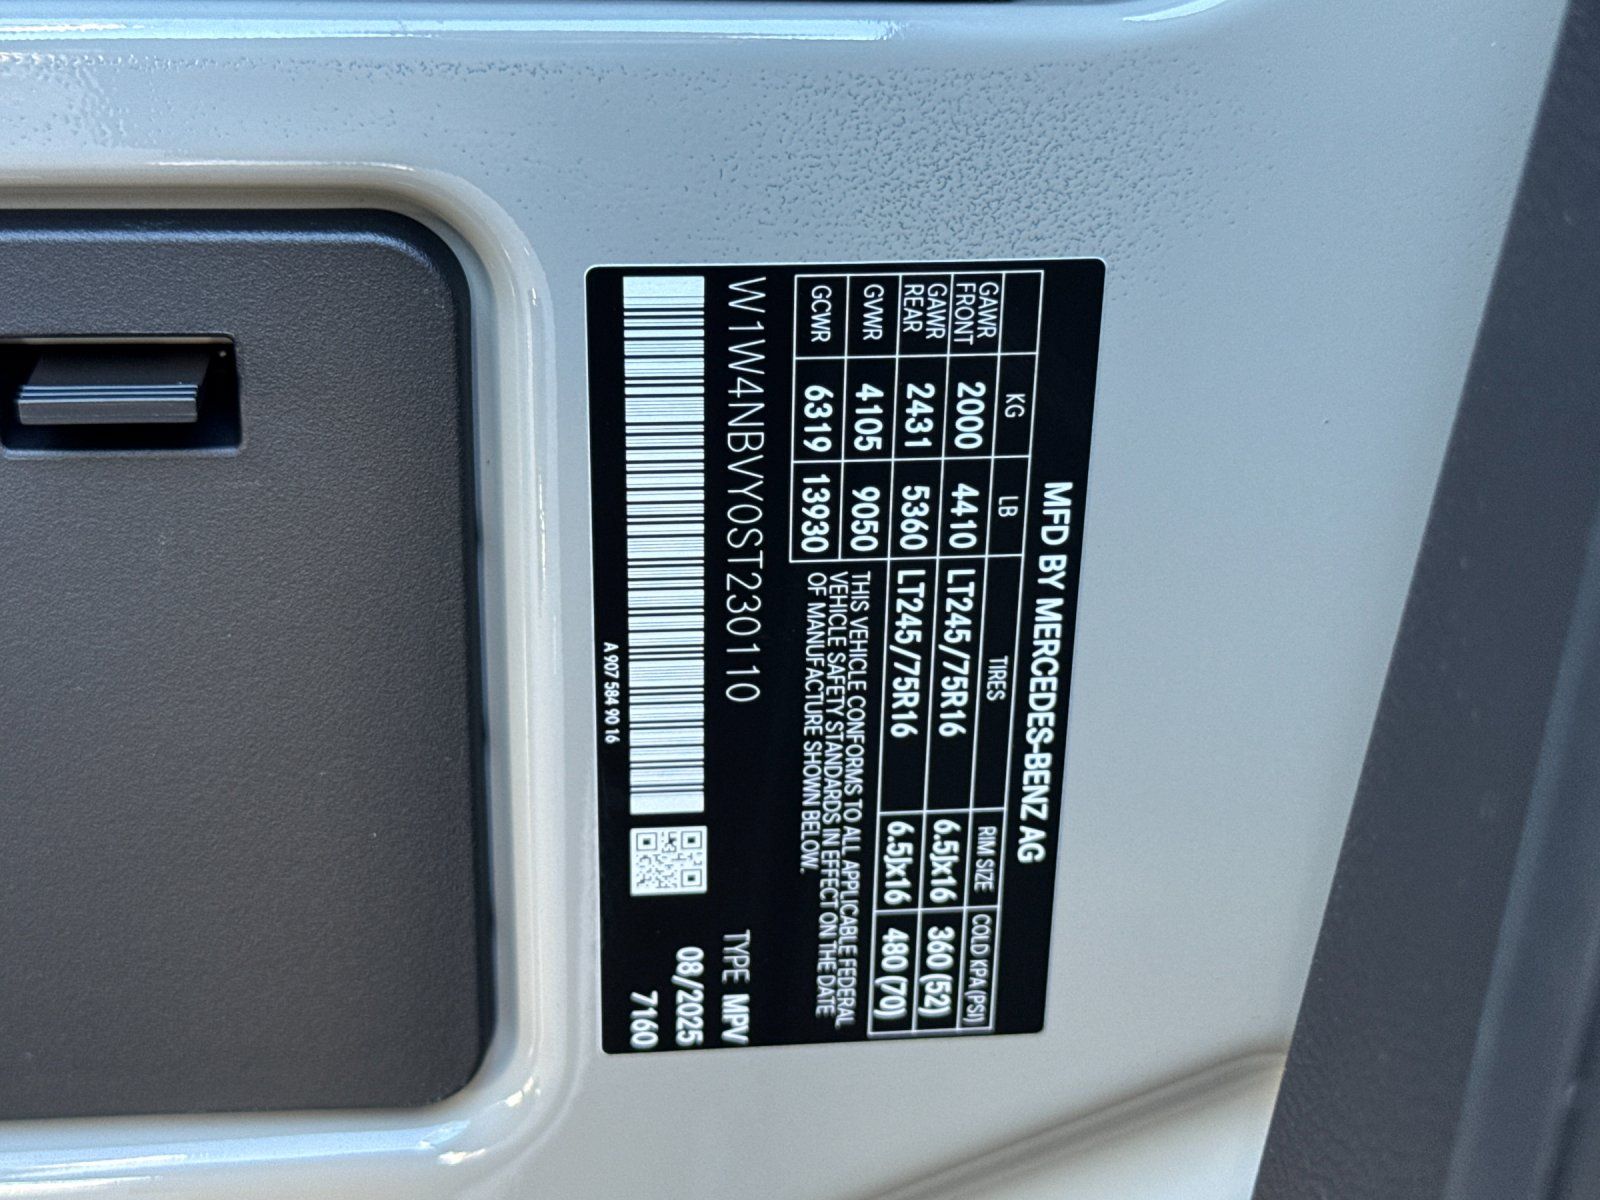 MFD BY MERCEDES-BENZ AG
KG LB TIRES RIM SIZE COLD KPA (PSI)
GAWR FRONT 2000 4410 LT245/75R16 6.5Jx16 360 (52)
GAWR REAR 2431 5360 LT245/75R16 6.5Jx16 480 (70)
GVWR 4105 9050
GCWR 6319 13930
THIS VEHICLE CONFORMS TO ALL APPLICABLE FEDERAL
VEHICLE SAFETY STANDARDS IN EFFECT ON THE DATE
OF MANUFACTURE SHOWN BELOW.
W1W4NBVY0ST230110 TYPE MPV
08/2025
7160
A 907 584 90 16